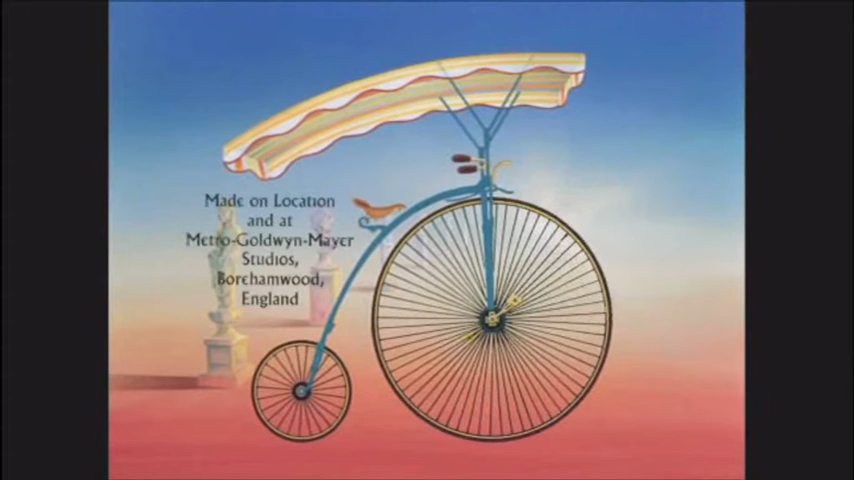 Made on Location
and at
Metro-Goldwyn-Mayer
Studios,
Borehamwood,
England